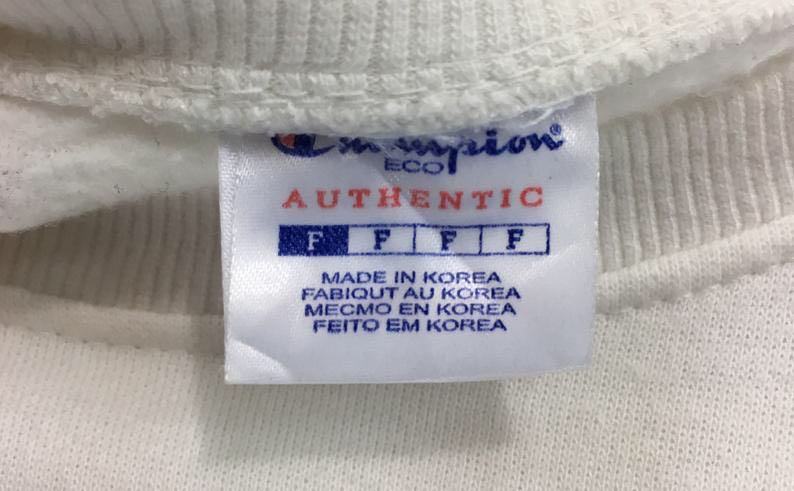 Champion®
ECO
AUTHENTIC
F F F F
MADE IN KOREA
FABIQUT AU KOREA
MECMO EN KOREA
FEITO EM KOREA